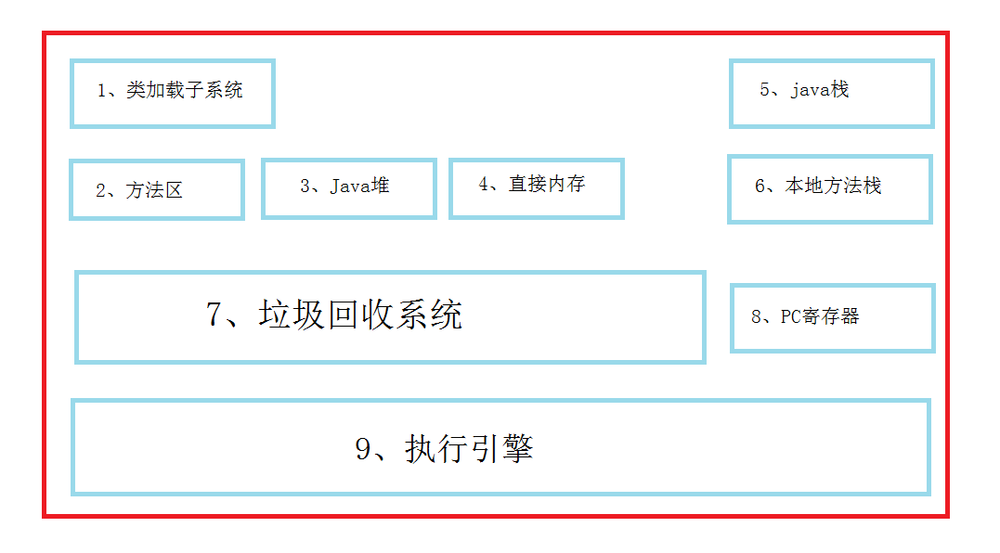 1、类加载子系统
5、java栈
2、方法区
3、Java堆
4、直接内存
6、本地方法栈
7、垃圾回收系统
8、PC寄存器
9、执行引擎